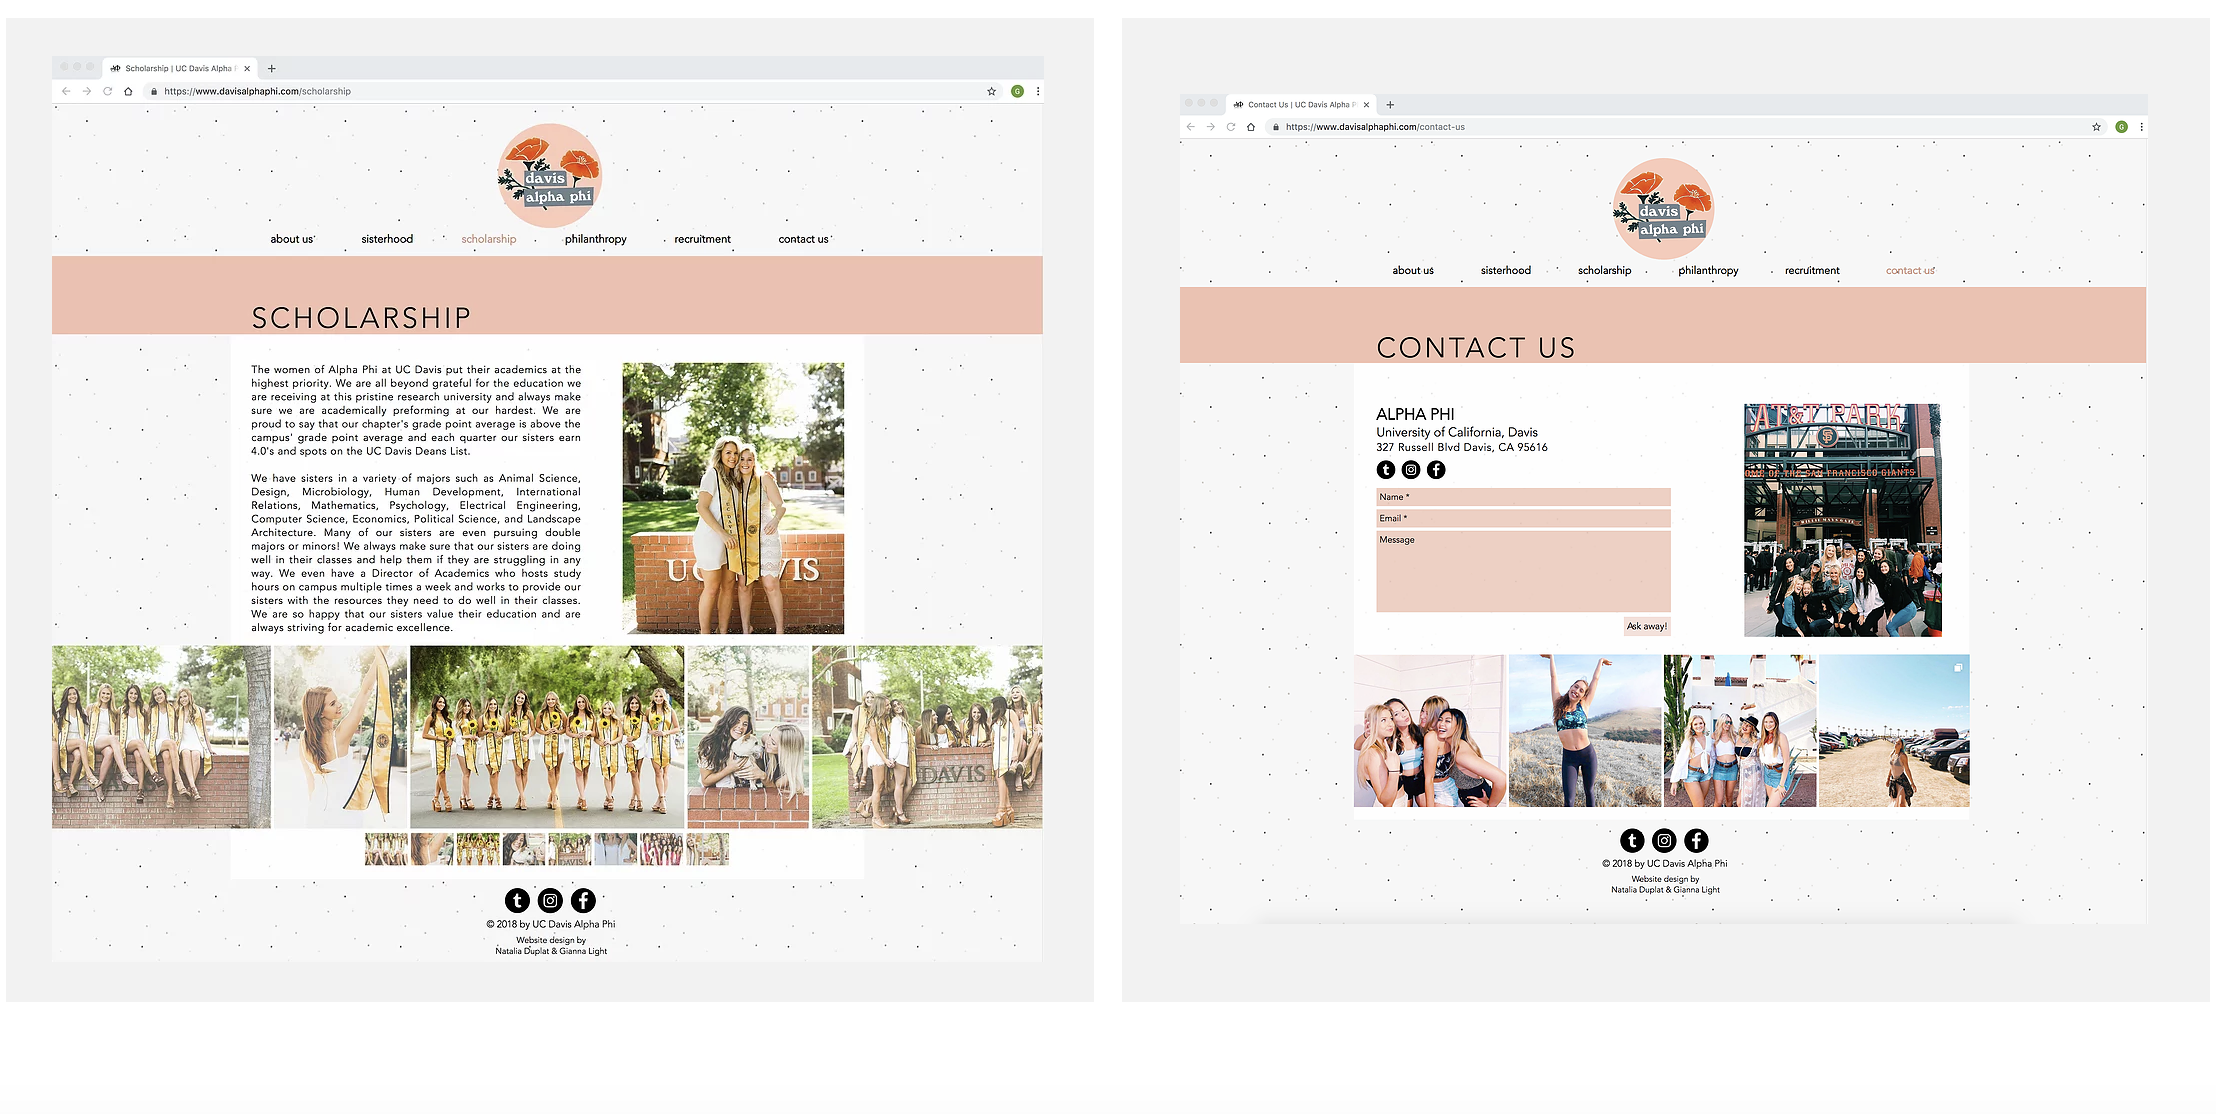 Scholarship | UC Davis Alpha
https://www.davisalphaphi.com/scholarship
G
davis
alpha phi
about us
sisterhood
scholarship
philanthropy
recruitment
contact us
SCHOLARSHIP
The women of Alpha Phi at UC Davis put their academics at the
highest priority. We are all beyond grateful for the education we
are receiving at this pristine research university and always make
sure we are academically preforming at our hardest. We are
proud to say that our chapter's grade point average is above the
campus' grade point average and each quarter our sisters earn
4.0's and spots on the UC Davis Deans List.
We have sisters in a variety of majors such as Animal Science,
Design, Microbiology, Human Development, International
Relations, Mathematics, Psychology, Electrical Engineering,
Computer Science, Economics, Political Science, and Landscape
Architecture. Many of our sisters are even pursuing double
majors or minors! We always make sure that our sisters are doing
well in their classes and help them if they are struggling in any
way. We even have a Director of Academics who hosts study
hours on campus multiple times a week and works to provide our
sisters with the resources they need to do well in their classes.
We are so happy that our sisters value their education and are
always striving for academic excellence.
DAVIS
© 2018 by UC Davis Alpha Phi
Website design by
Natalia Duplat & Gianna Light
Contact Us | UC Davis Alpha P
https://www.davisalphaphi.com/contact-us
G
davis
alpha phi
about us
sisterhood
scholarship
philanthropy
recruitment
contact us
CONTACT US
ALPHA PHI
University of California, Davis
327 Russell Blvd Davis, CA 95616
Name *
Email *
Message
Ask away!
AT&T PARK
HOME OF THE SAN FRANCISCO GIANTS
WILLIE MAYS GATE
© 2018 by UC Davis Alpha Phi
Website design by
Natalia Duplat & Gianna Light